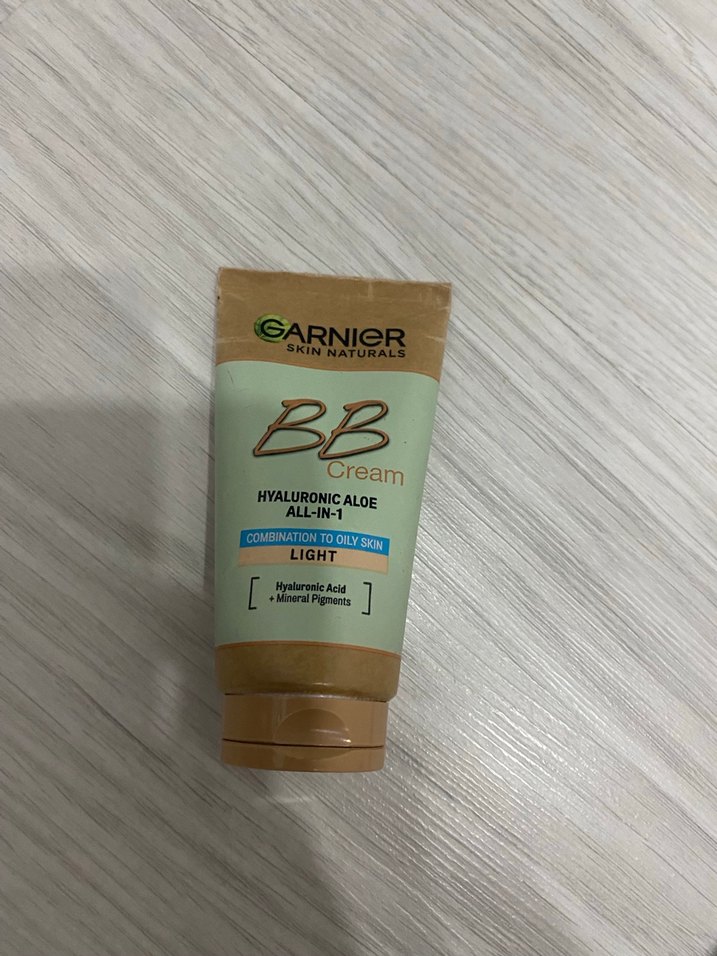 GARNIER
SKIN NATURALS
BB
Cream
HYALURONIC ALOE
ALL-IN-1
COMBINATION TO OILY SKIN
LIGHT
[ Hyaluronic Acid
+ Mineral Pigments ]